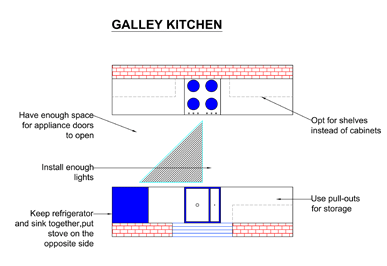 GALLEY KITCHEN
Have enough space
for appliance doors
to open
Opt for shelves
instead of cabinets
Install enough
lights
Use pull-outs
for storage
Keep refrigerator
and sink together,put
stove on the
opposite side